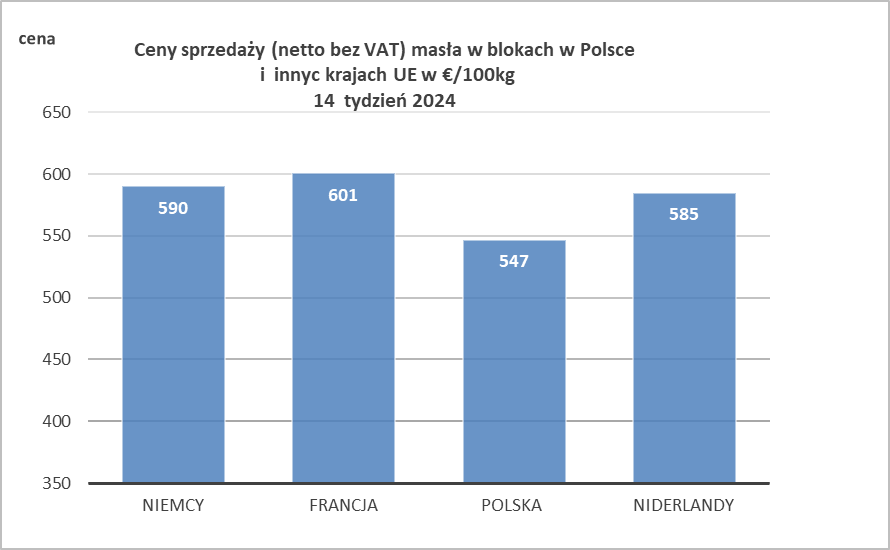 cena
Ceny sprzedaży (netto bez VAT) masła w blokach w Polsce
i  innyc krajach UE w €/100kg
14  tydzień 2024
650
600
550
500
450
400
350
590
601
547
585
NIEMCY
FRANCJA
POLSKA
NIDERLANDY